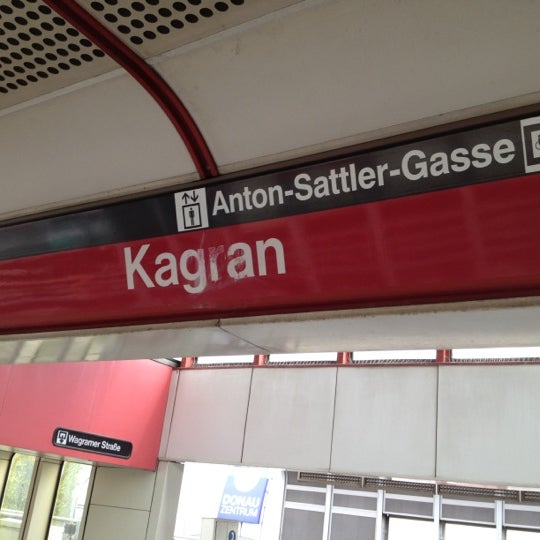 Anton-Sattler-Gasse
Kagran
Wagramer Straße
DONAU
ZENTRUM